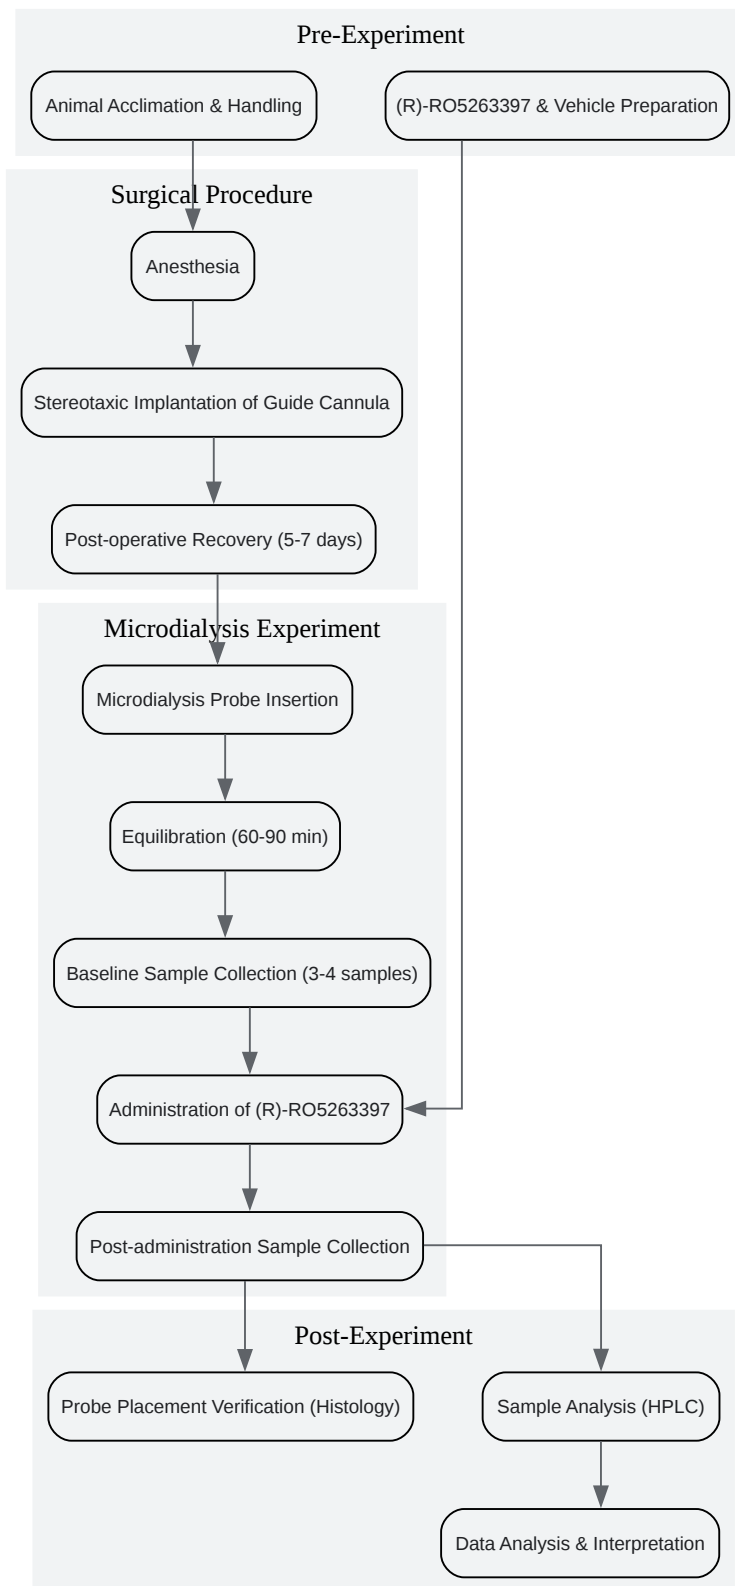 Pre-Experiment
Animal Acclimation & Handling
(R)-RO5263397 & Vehicle Preparation
Surgical Procedure
Anesthesia
Stereotaxic Implantation of Guide Cannula
Post-operative Recovery (5-7 days)
Microdialysis Experiment
Microdialysis Probe Insertion
Equilibration (60-90 min)
Baseline Sample Collection (3-4 samples)
Administration of (R)-RO5263397
Post-administration Sample Collection
Post-Experiment
Probe Placement Verification (Histology)
Sample Analysis (HPLC)
Data Analysis & Interpretation